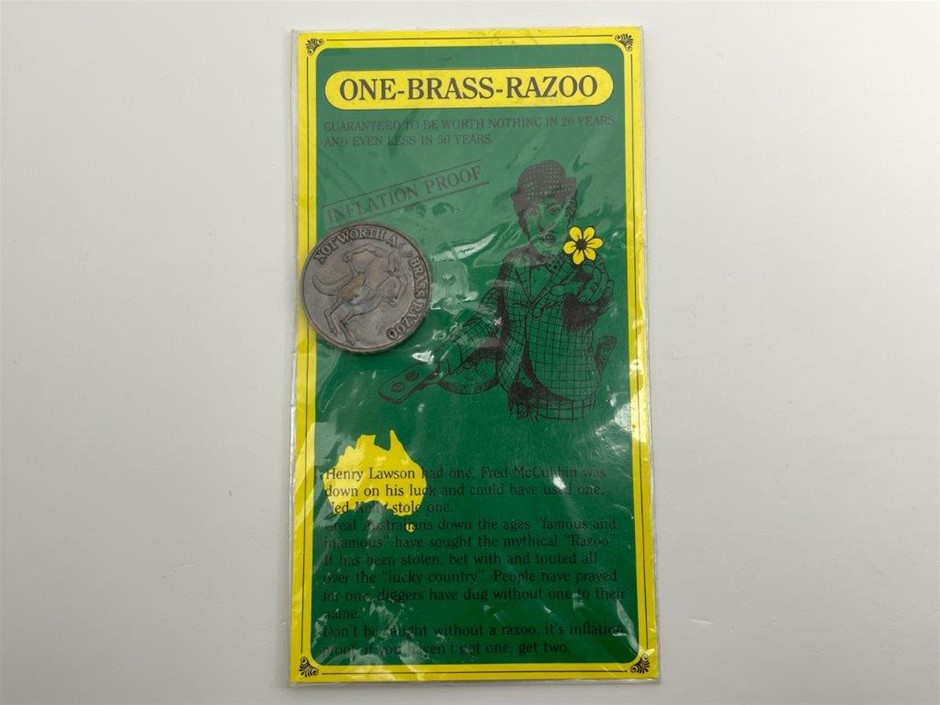 ONE-BRASS-RAZOO
GUARANTEED TO BE WORTH NOTHING IN 20 YEARS
AND EVEN LESS IN 50 YEARS.
INFLATION PROOF
NOT WORTH A BRASS RAZOO
Henry Lawson had one, Fred McCubbin was
down on his luck and could have used one,
Ned Kelly stole one.
Great Australians down the ages "famous and
infamous" have sought the mythical "Razoo".
It has been stolen, bet with and touted all
over the "lucky country". People have prayed
for one, diggers have dug without one to their
name.
Don't be caught without a razoo, it's inflation
proof, if you haven't got one, get two.